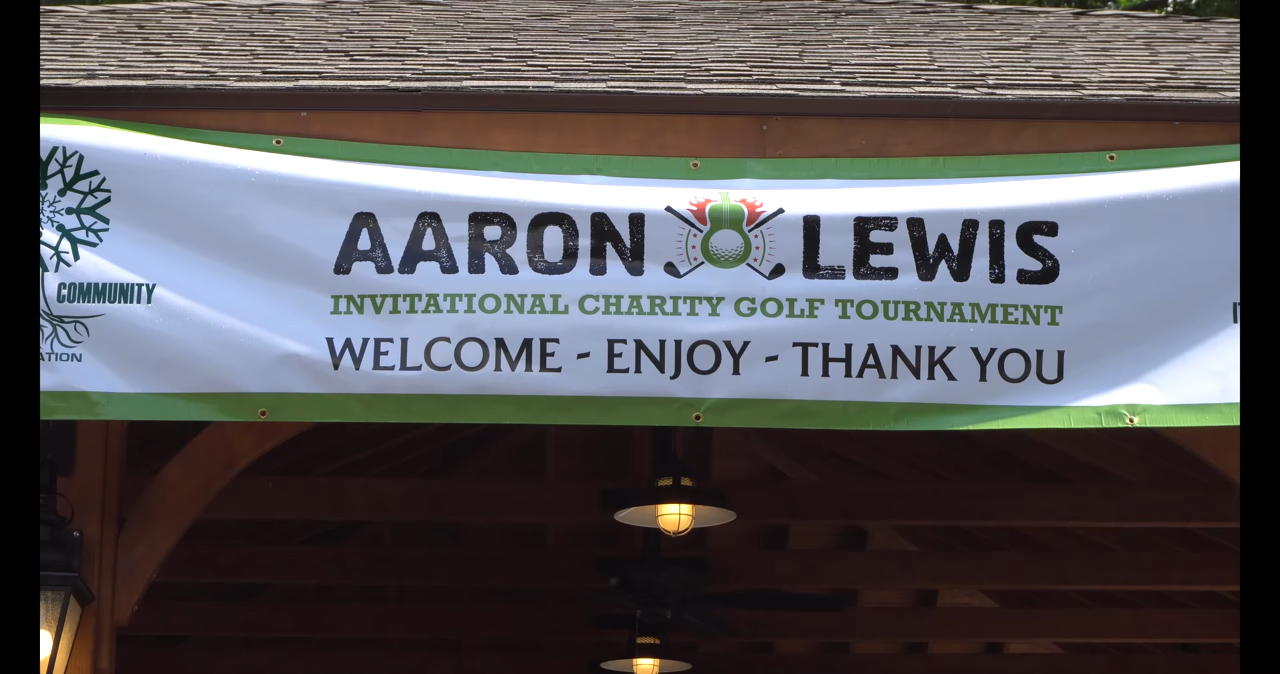 AARON LEWIS
INVITATIONAL CHARITY GOLF TOURNAMENT
WELCOME - ENJOY - THANK YOU
COMMUNITY